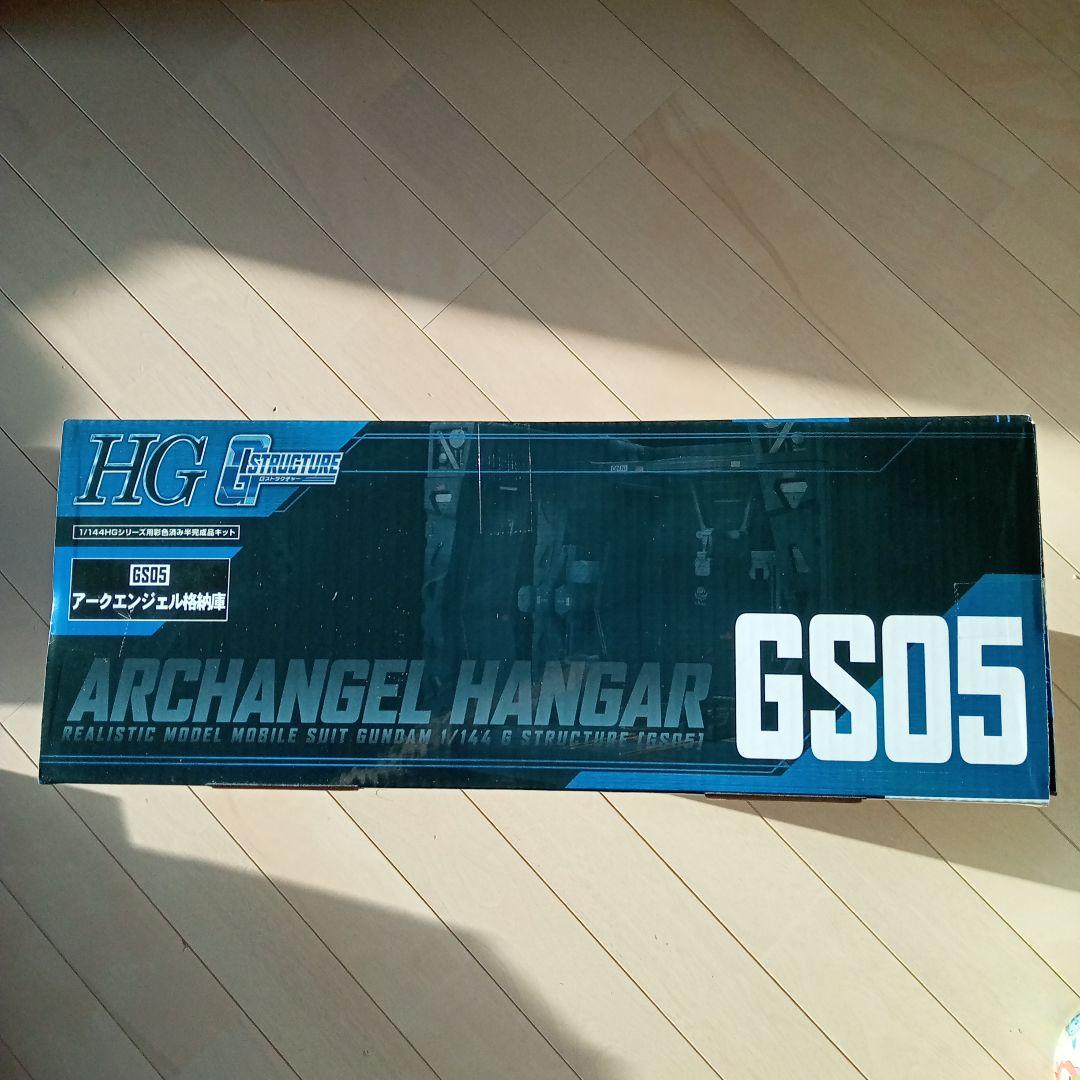 HG G STRUCTURE
Gストラクチャー
1/144HGシリーズ用彩色済み半完成品キット
GS05
アークエンジェル格納庫
ARCHANGEL HANGAR
REALISTIC MODEL MOBILE SUIT GUNDAM 1/144 G STRUCTURE [GS05]
GS05